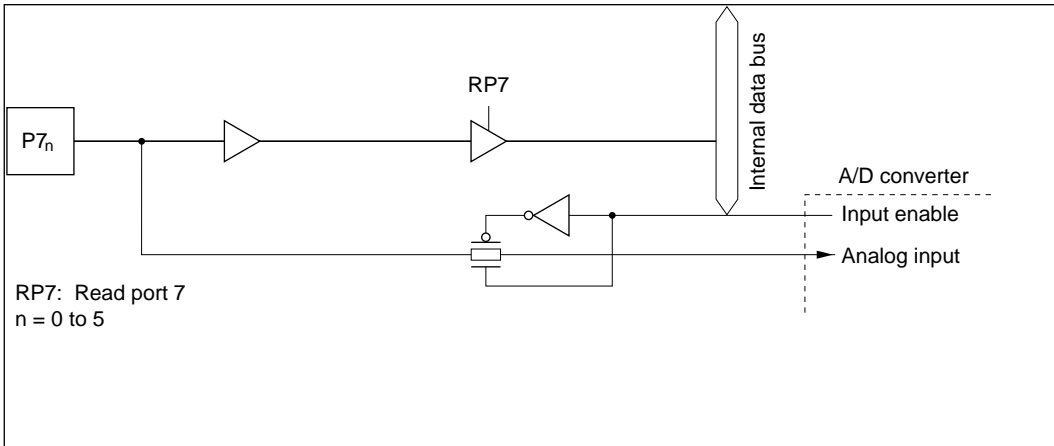 RP7
P7n
Internal data bus
A/D converter
Input enable
Analog input
RP7: Read port 7
n = 0 to 5